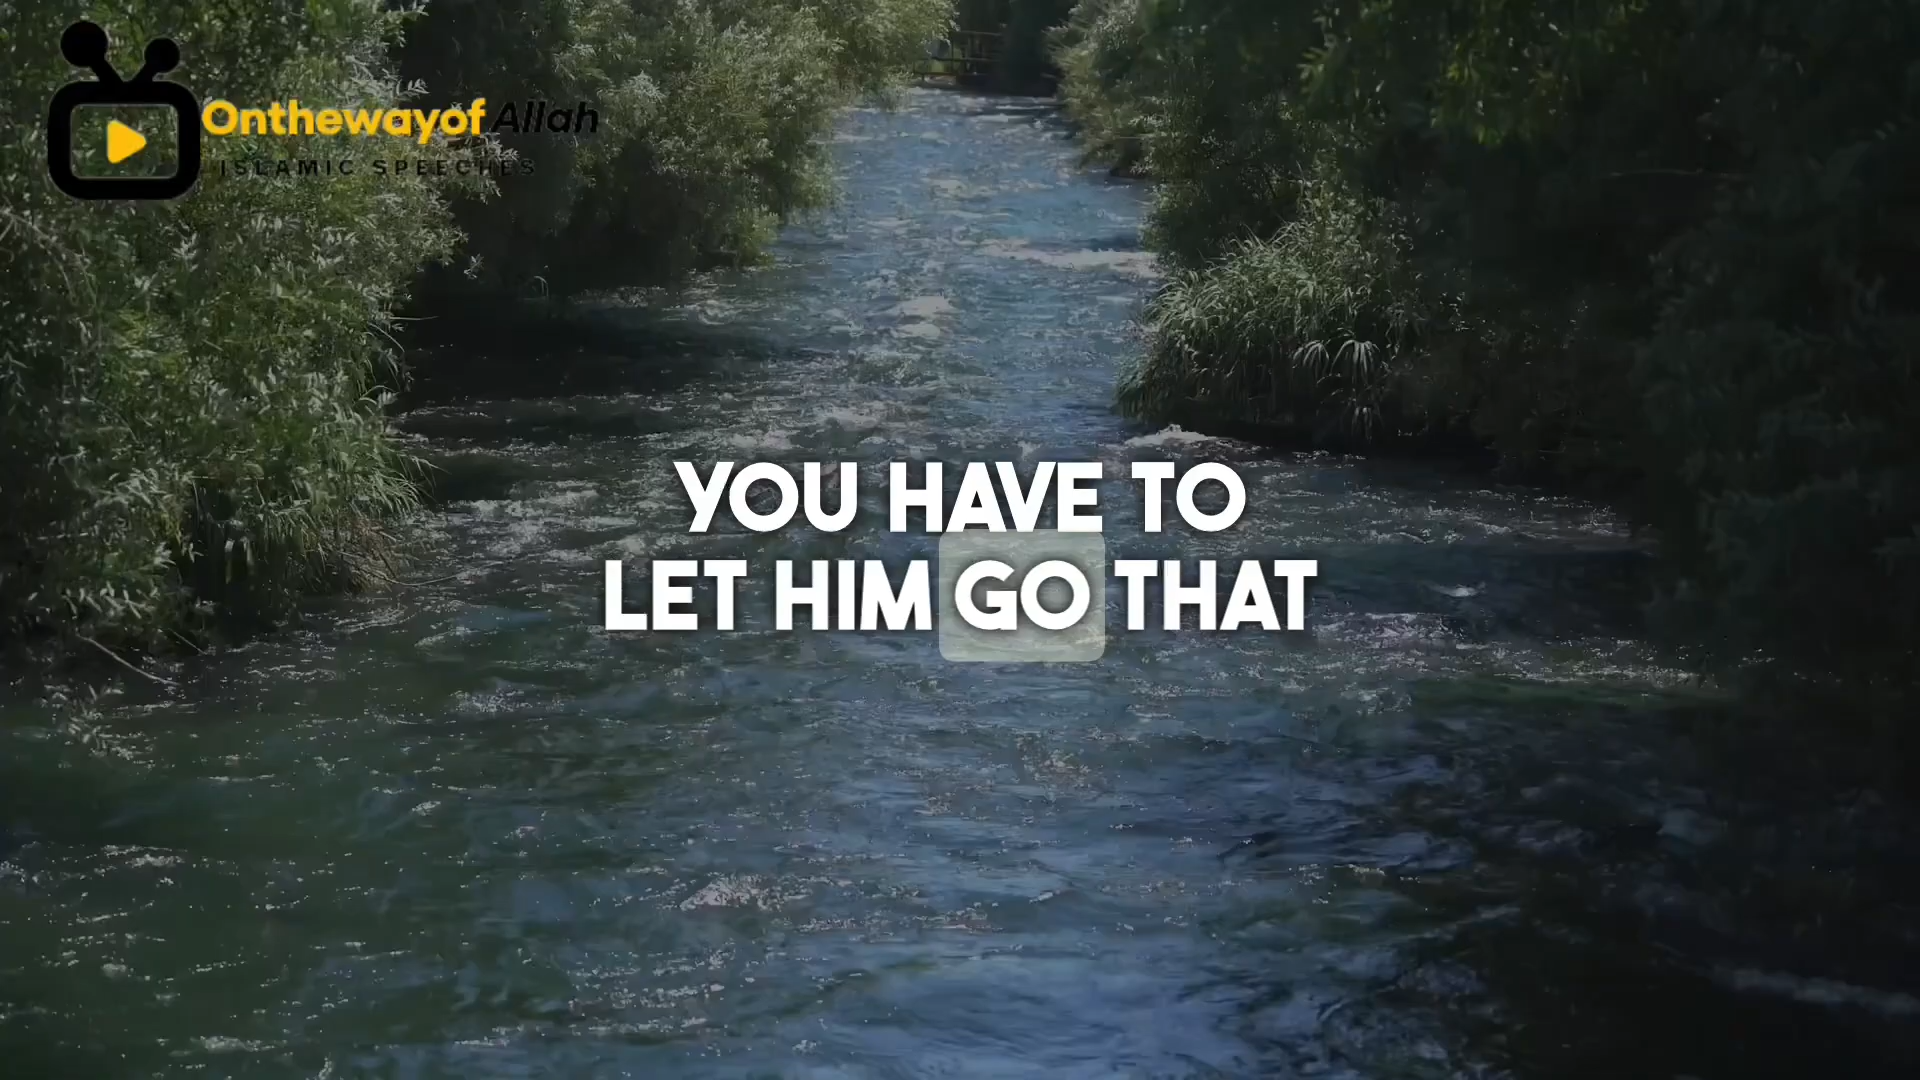 Onthewayof Allah
ISLAMIC SPEECHES
YOU HAVE TO
LET HIM GO THAT